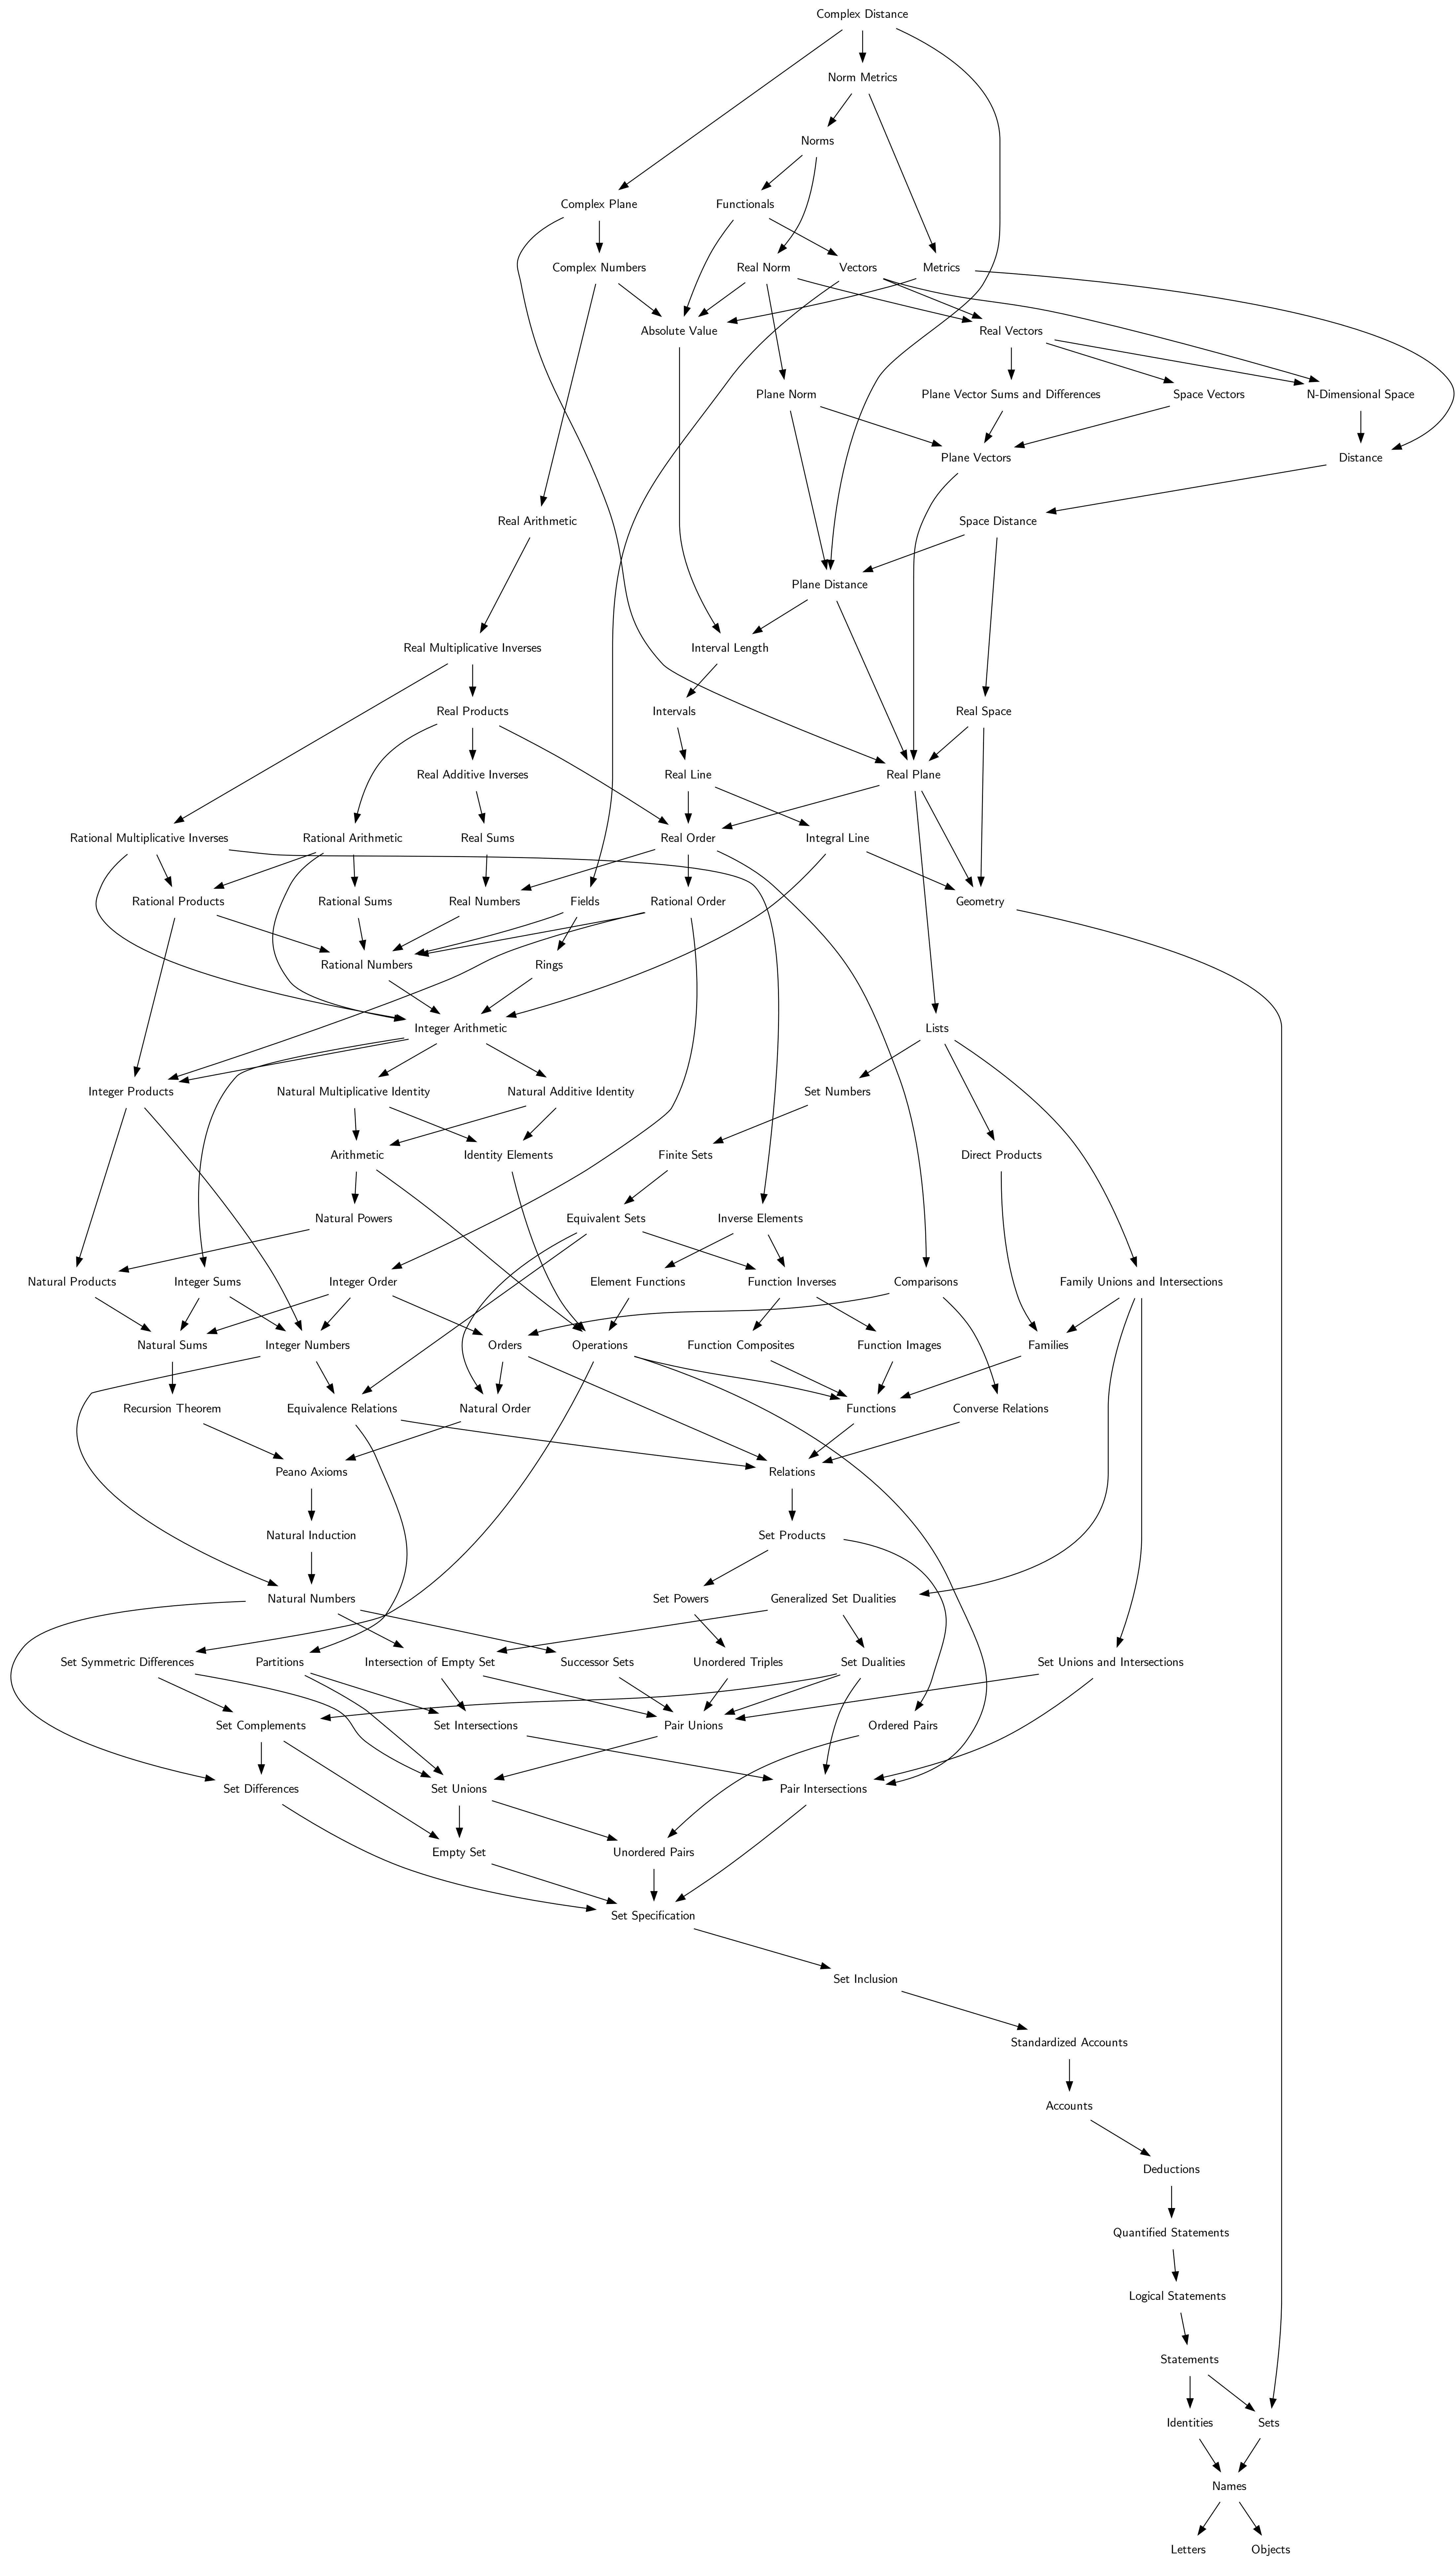 Complex Distance
Norm Metrics
Norms
Complex Plane
Functionals
Complex Numbers
Real Norm
Vectors
Metrics
Absolute Value
Real Vectors
Plane Norm
Plane Vector Sums and Differences
Space Vectors
N-Dimensional Space
Plane Vectors
Distance
Real Arithmetic
Space Distance
Plane Distance
Real Multiplicative Inverses
Interval Length
Real Products
Intervals
Real Space
Real Additive Inverses
Real Line
Real Plane
Rational Multiplicative Inverses
Rational Arithmetic
Real Sums
Real Order
Integral Line
Rational Products
Rational Sums
Real Numbers
Fields
Rational Order
Geometry
Rational Numbers
Rings
Integer Arithmetic
Lists
Integer Products
Natural Multiplicative Identity
Natural Additive Identity
Set Numbers
Arithmetic
Identity Elements
Finite Sets
Direct Products
Natural Powers
Equivalent Sets
Inverse Elements
Natural Products
Integer Sums
Integer Order
Element Functions
Function Inverses
Comparisons
Family Unions and Intersections
Natural Sums
Integer Numbers
Orders
Operations
Function Composites
Function Images
Families
Recursion Theorem
Equivalence Relations
Natural Order
Functions
Converse Relations
Peano Axioms
Relations
Natural Induction
Set Products
Natural Numbers
Set Powers
Generalized Set Dualities
Set Symmetric Differences
Partitions
Intersection of Empty Set
Successor Sets
Unordered Triples
Set Dualities
Set Unions and Intersections
Set Complements
Set Intersections
Pair Unions
Ordered Pairs
Set Differences
Set Unions
Pair Intersections
Empty Set
Unordered Pairs
Set Specification
Set Inclusion
Standardized Accounts
Accounts
Deductions
Quantified Statements
Logical Statements
Statements
Identities
Sets
Names
Letters
Objects